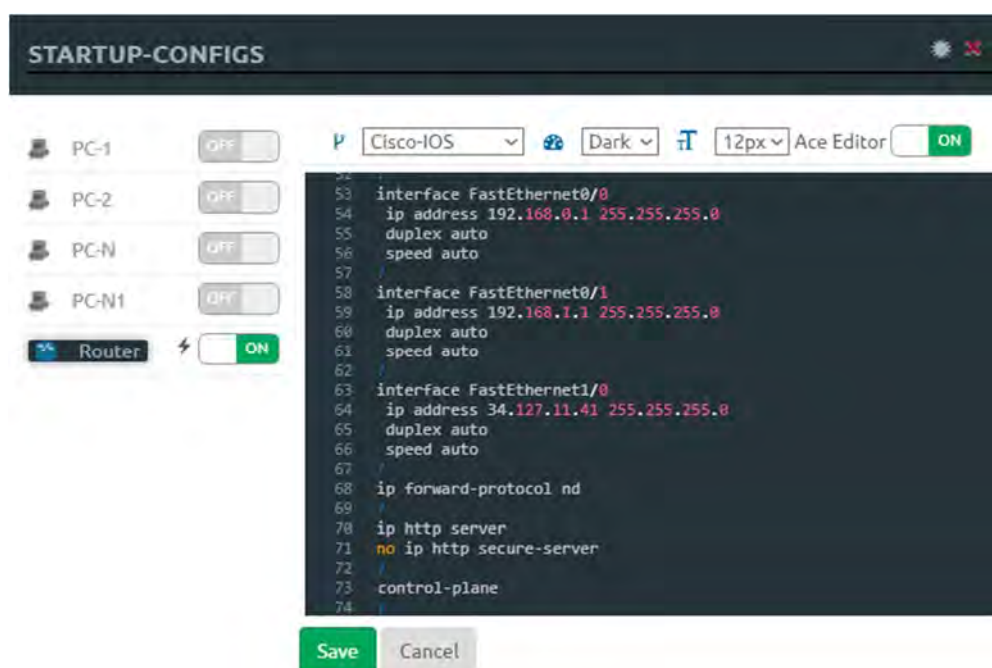 STARTUP-CONFIGS
PC-1 OFF
PC-2 OFF
PC-N OFF
PC-N1 OFF
Router ON
Cisco-IOS Dark 12px Ace Editor ON
52
53 interface FastEthernet0/0
54 ip address 192.168.0.1 255.255.255.0
55 duplex auto
56 speed auto
57 !
58 interface FastEthernet0/1
59 ip address 192.168.1.1 255.255.255.0
60 duplex auto
61 speed auto
62 !
63 interface FastEthernet1/0
64 ip address 34.127.11.41 255.255.255.0
65 duplex auto
66 speed auto
67 !
68 ip forward-protocol nd
69 !
70 ip http server
71 no ip http secure-server
72 !
73 control-plane
74 !
Save Cancel